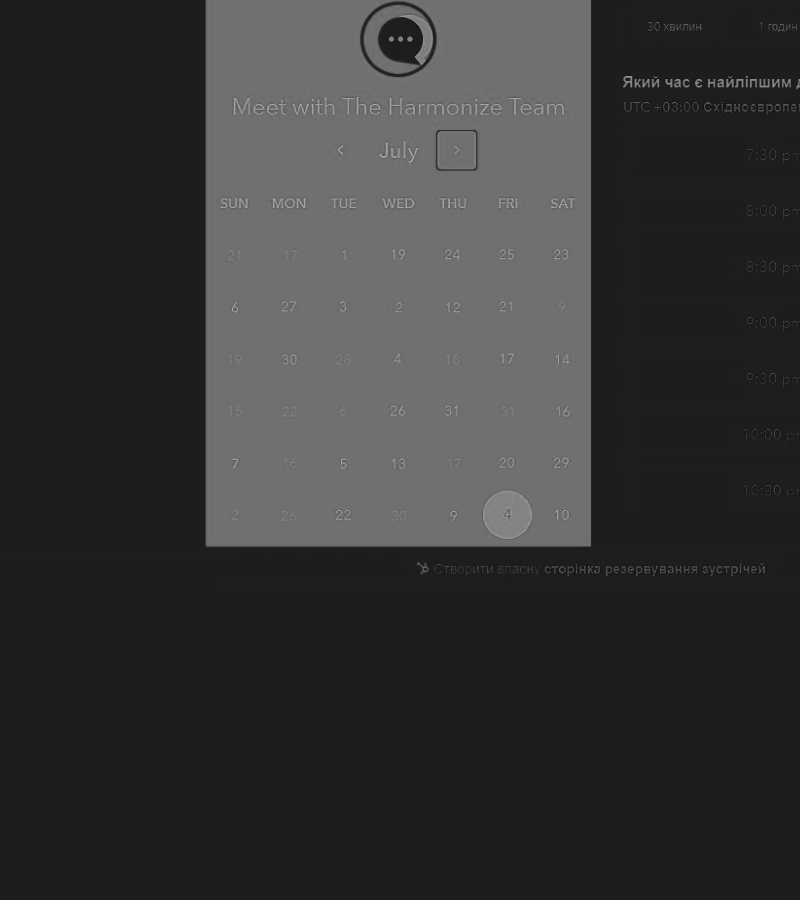 Meet with The Harmonize Team
July
SUN MON TUE WED THU FRI SAT
21 17 1 19 24 25 23
6 27 3 2 12 21 9
19 30 28 4 18 17 14
15 22 6 26 31 31 16
7 16 5 13 17 20 29
2 26 22 30 9 4 10
30 хвилин 1 годин
Який час є найліпшим
UTC +03:00 Східноєвропе
7:30 pm
8:00 pm
8:30 pm
9:00 pm
9:30 pm
10:00 pm
10:30 pm
Створити власну сторінка резервування зустрічей